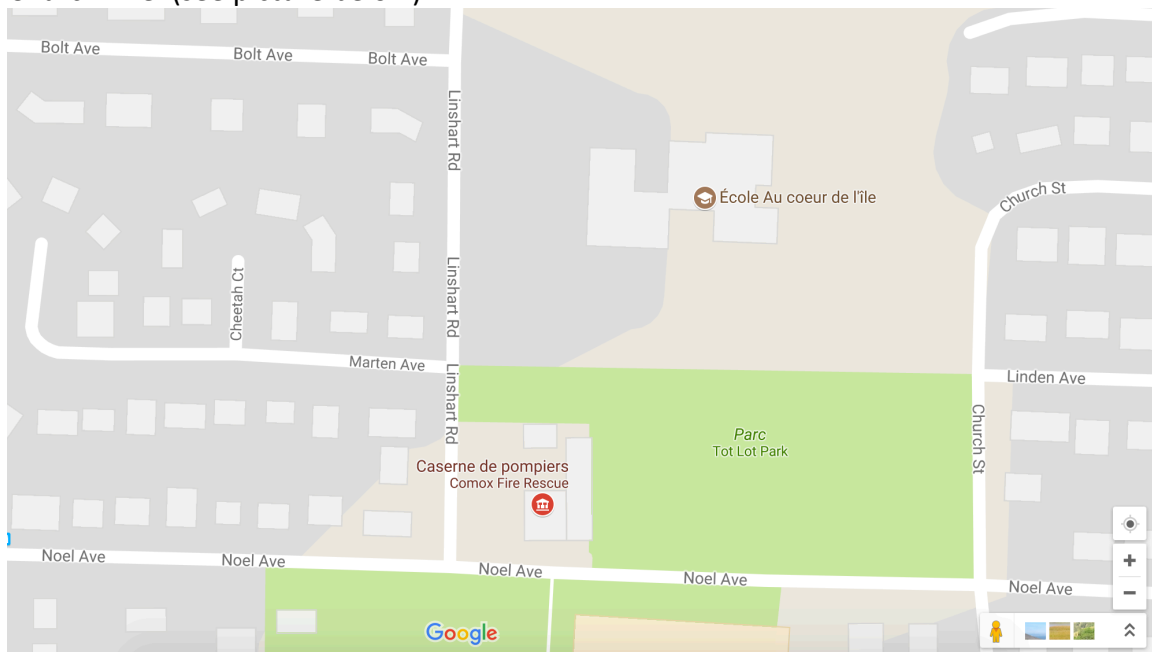 Bolt Ave
Bolt Ave
Bolt Ave
Linshart Rd
École Au coeur de l'île
Church St
Linshart Rd
Cheetah Ct
Marten Ave
Linden Ave
Linshart Rd
Church St
Parc
Tot Lot Park
Caserne de pompiers
Comox Fire Rescue
Noel Ave
Noel Ave
Noel Ave
Noel Ave
Noel Ave
Google